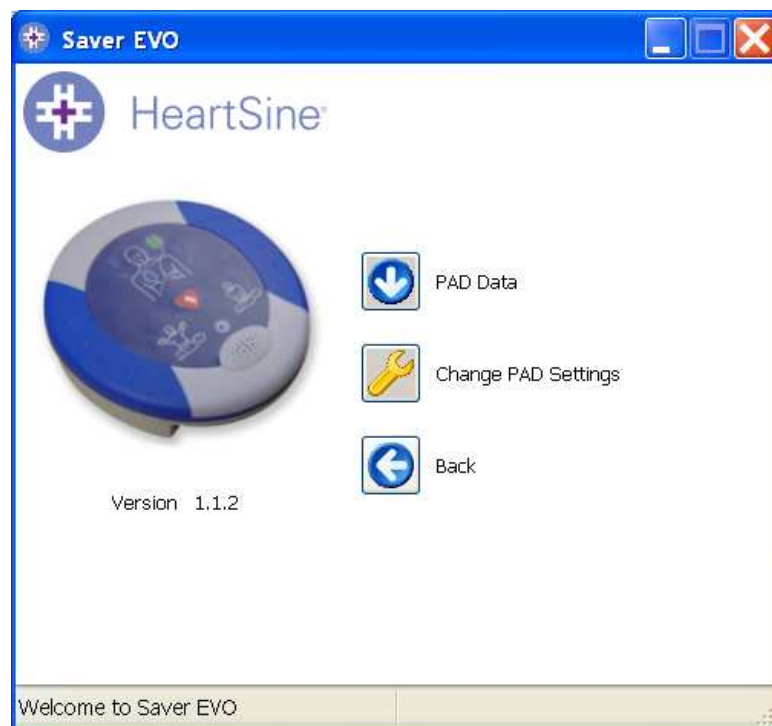 Saver EVO
HeartSine®
PAD Data
Change PAD Settings
Back
Version 1.1.2
Welcome to Saver EVO